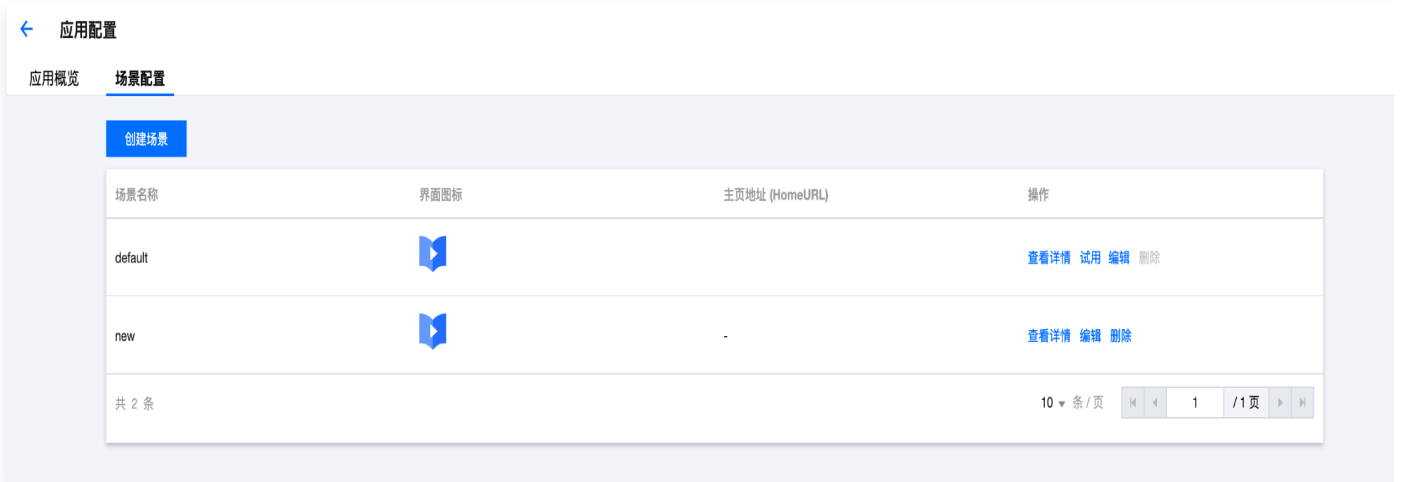 应用配置
应用概览 场景配置
创建场景
场景名称 界面图标 主页地址 (HomeURL) 操作
default 查看详情 试用 编辑 删除
new - 查看详情 编辑 删除
共 2 条 10 条 / 页 1 / 1 页